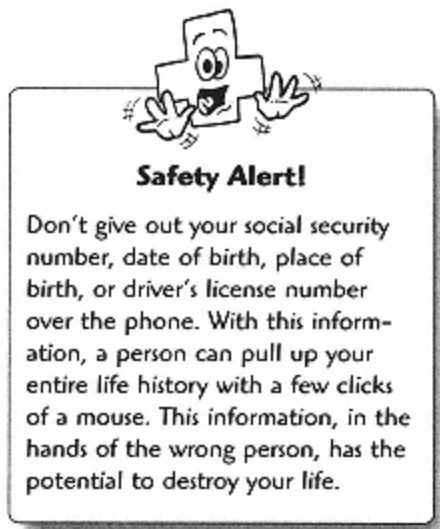 Safety Alert!
Don't give out your social security
number, date of birth, place of
birth, or driver's license number
over the phone. With this inform-
ation, a person can pull up your
entire life history with a few clicks
of a mouse. This information, in the
hands of the wrong person, has the
potential to destroy your life.